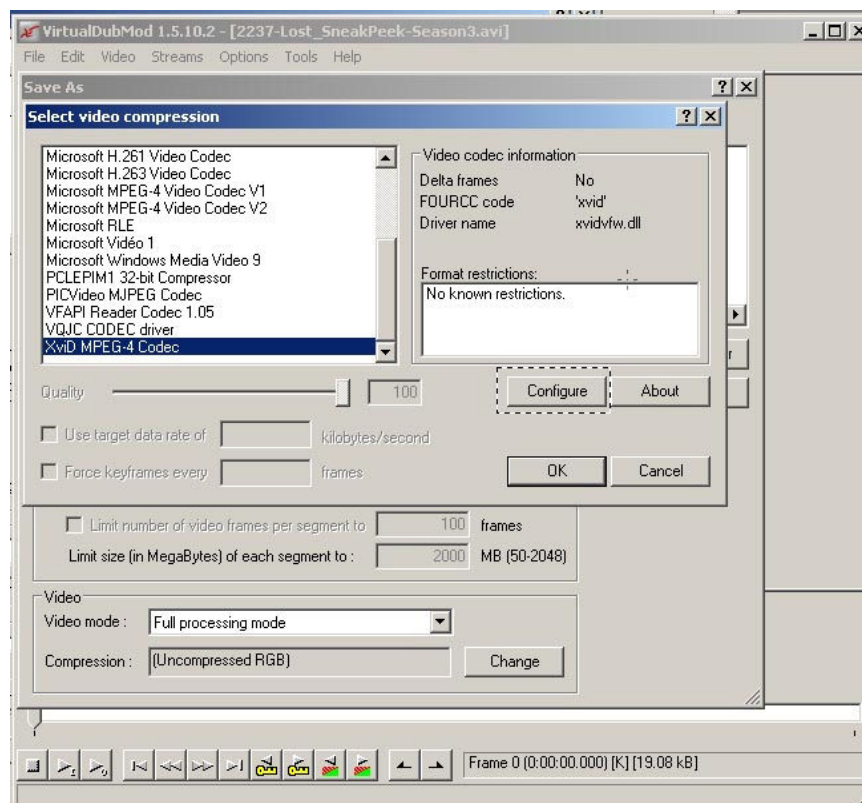 VirtualDubMod 1.5.10.2 - [2237-Lost_SneakPeek-Season3.avi]
File Edit Video Streams Options Tools Help
Save As
Select video compression
Microsoft H.261 Video Codec
Microsoft H.263 Video Codec
Microsoft MPEG-4 Video Codec V1
Microsoft MPEG-4 Video Codec V2
Microsoft RLE
Microsoft Vidéo 1
Microsoft Windows Media Video 9
PCLEPIM1 32-bit Compressor
PICVideo MJPEG Codec
VFAPI Reader Codec 1.05
VQJC CODEC driver
XviD MPEG-4 Codec
Video codec information
Delta frames No
FOURCC code 'xvid'
Driver name xvidvfw.dll
Format restrictions:
No known restrictions.
Quality 100
Configure About
Use target data rate of kilobytes/second
Force keyframes every frames
OK Cancel
Limit number of video frames per segment to 100 frames
Limit size (in MegaBytes) of each segment to : 2000 MB (50-2048)
Video
Video mode : Full processing mode
Compression : (Uncompressed RGB) Change
Frame 0 (0:00:00.000) [K] [19.08 kB]